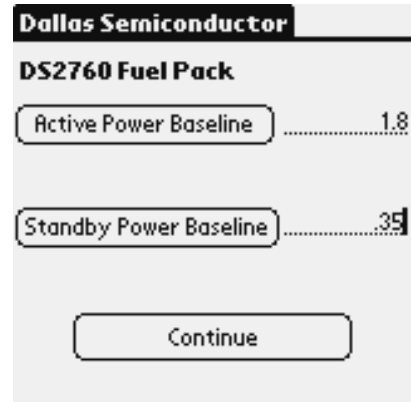 Dallas Semiconductor
DS2760 Fuel Pack
Active Power Baseline 1.8
Standby Power Baseline .35
Continue